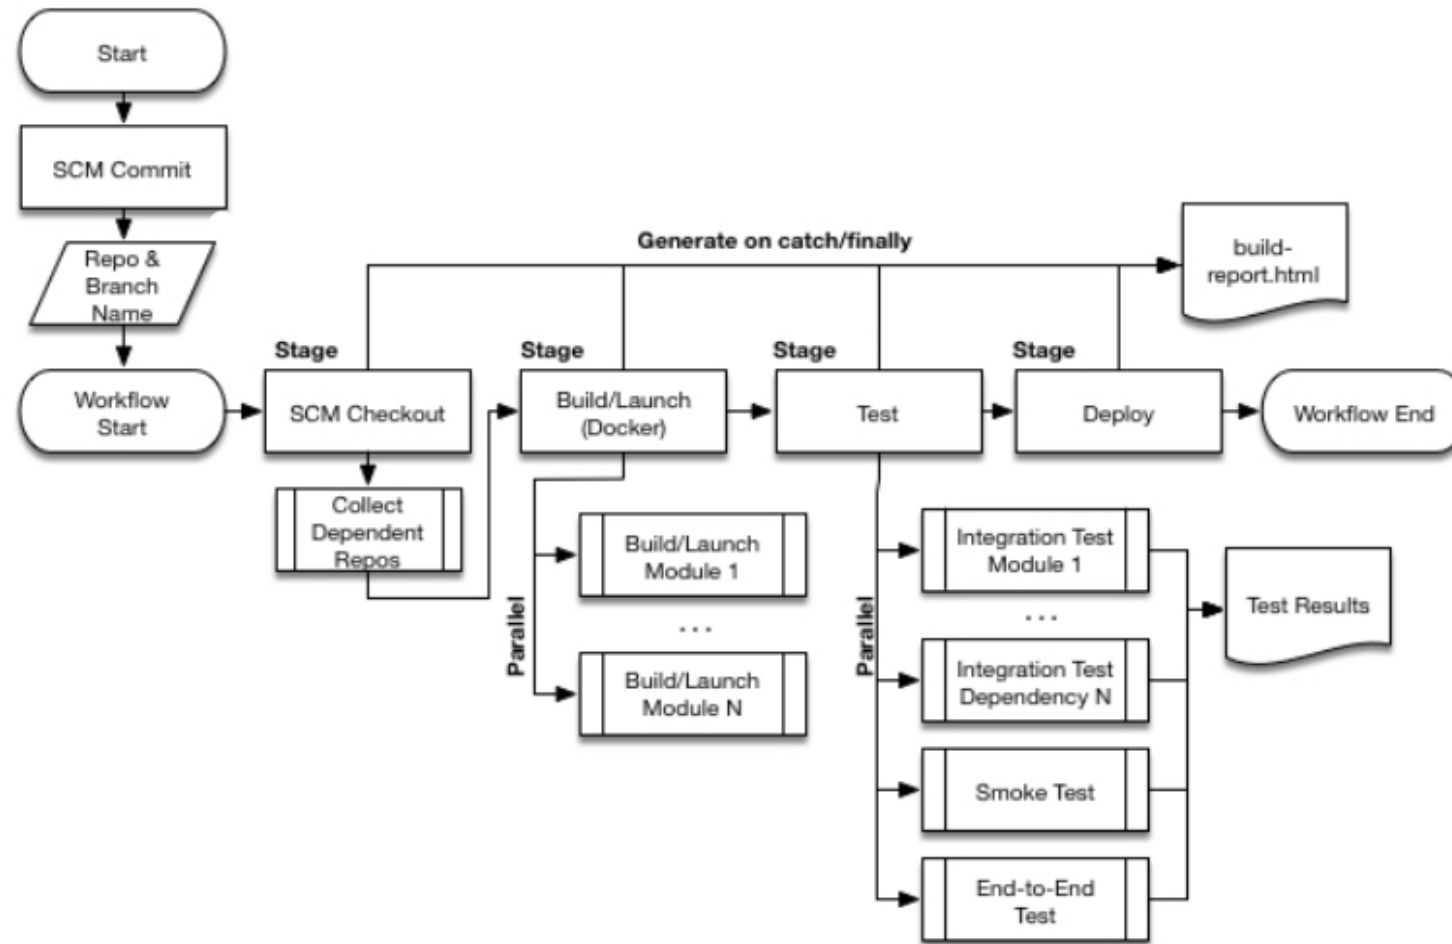 Start
SCM Commit
Repo &
Branch
Name
Workflow
Start
Generate on catch/finally
build-
report.html
Stage
SCM Checkout
Collect
Dependent
Repos
Stage
Build/Launch
(Docker)
Parallel
Build/Launch
Module 1
...
Build/Launch
Module N
Stage
Test
Parallel
Integration Test
Module 1
...
Integration Test
Dependency N
Smoke Test
End-to-End
Test
Test Results
Stage
Deploy
Workflow End